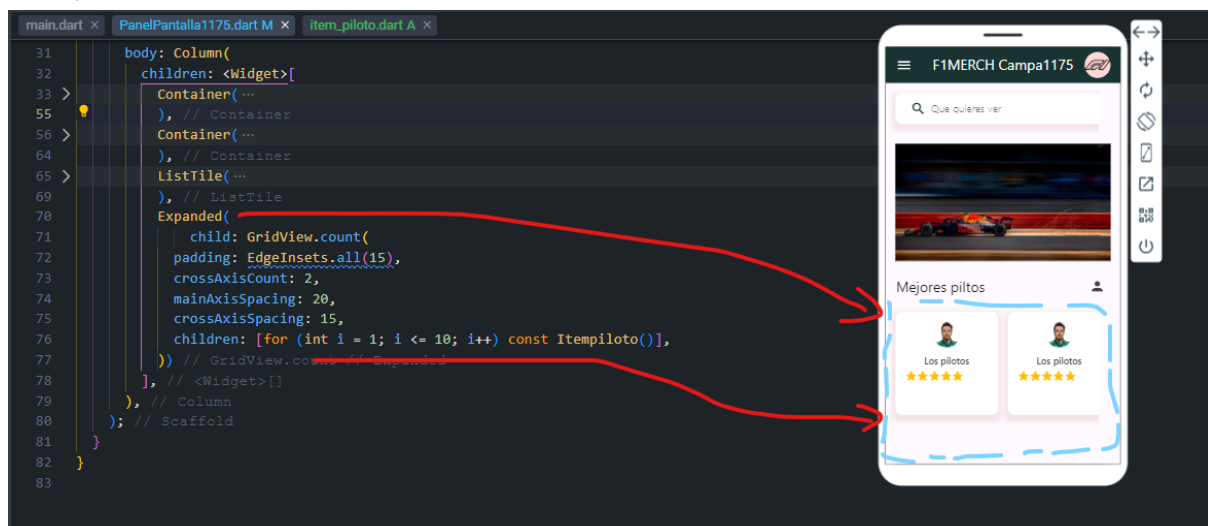 main.dart × PanelPantalla1175.dart M × item_piloto.dart A ×
31 body: Column(
32 children: <Widget>[
33 Container( ···
55 ), // Container
56 Container( ···
64 ), // Container
65 ListTile( ···
69 ), // ListTile
70 Expanded(
71 child: GridView.count(
72 padding: EdgeInsets.all(15),
73 crossAxisCount: 2,
74 mainAxisSpacing: 20,
75 crossAxisSpacing: 15,
76 children: [for (int i = 1; i <= 10; i++) const Itempiloto()],
77 )) // GridView.count // Expanded
78 ], // <Widget>[]
79 ), // Column
80 ); // Scaffold
81 }
82 }
83
F1MERCH Campa1175
Que quieres ver
Mejores piltos
Los pilotos Los pilotos